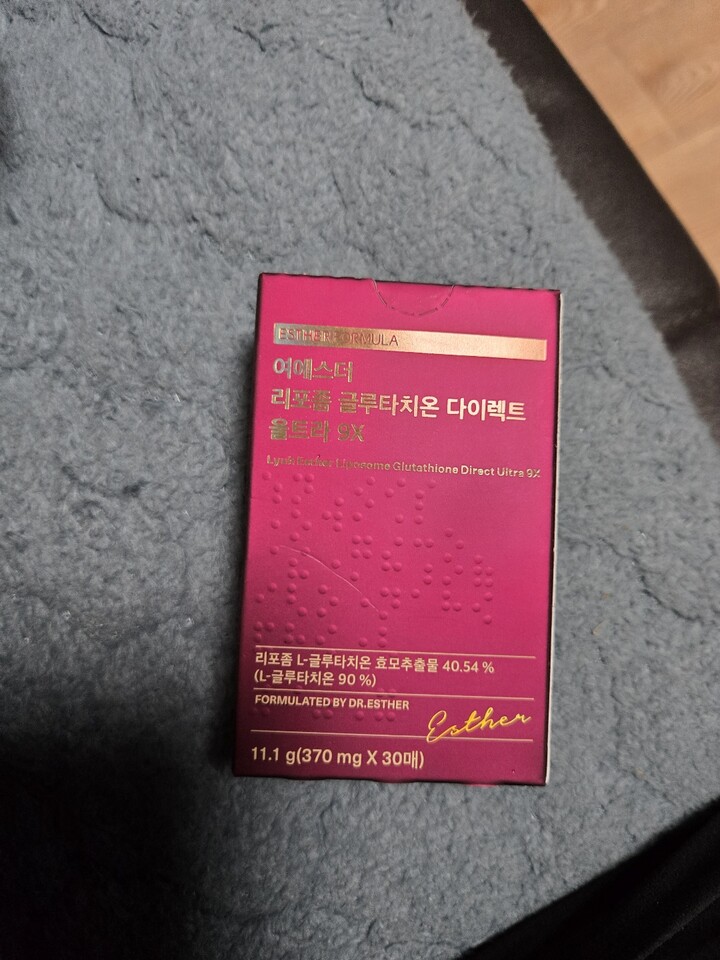 ESTHER FORMULA
여에스더
리포좀 글루타치온 다이렉트
울트라 9X
Lyuh Esther Liposome Glutathione Direct Ultra 9X
리포좀 L-글루타치온 효모추출물 40.54 %
(L-글루타치온 90 %)
FORMULATED BY DR.ESTHER
Esther
11.1 g(370 mg X 30매)